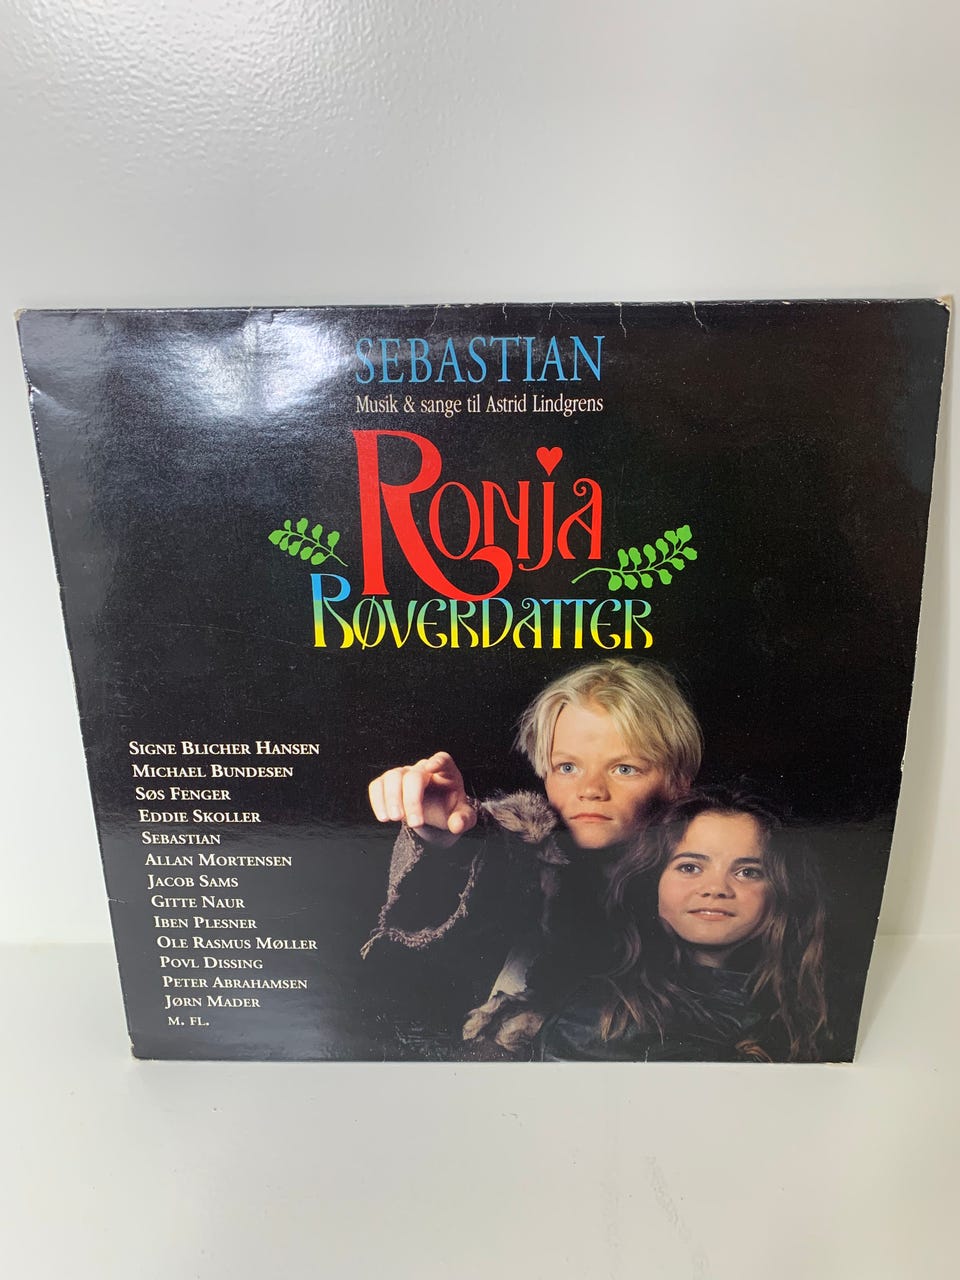 SEBASTIAN
Musik & sange til Astrid Lindgrens
RONJA
RØVERDATTER
SIGNE BLICHER HANSEN
MICHAEL BUNDESEN
SØS FENGER
EDDIE SKOLLER
SEBASTIAN
ALLAN MORTENSEN
JACOB SAMS
GITTE NAUR
IBEN PLESNER
OLE RASMUS MØLLER
POVL DISSING
PETER ABRAHAMSEN
JØRN MADER
M. FL.